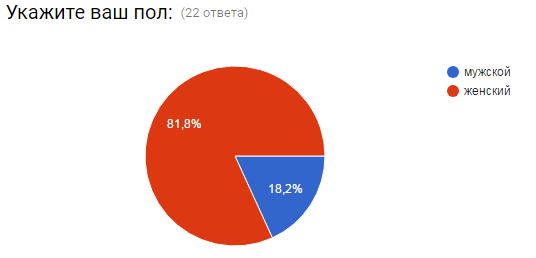 Укажите ваш пол: (22 ответа)
мужской
женский
81,8%
18,2%